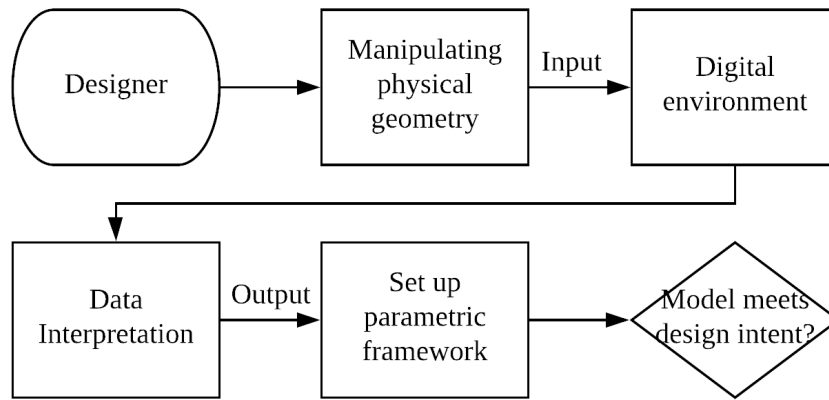 Designer
Manipulating
physical
geometry
Input
Digital
environment
Data
Interpretation
Output
Set up
parametric
framework
Model meets
design intent?